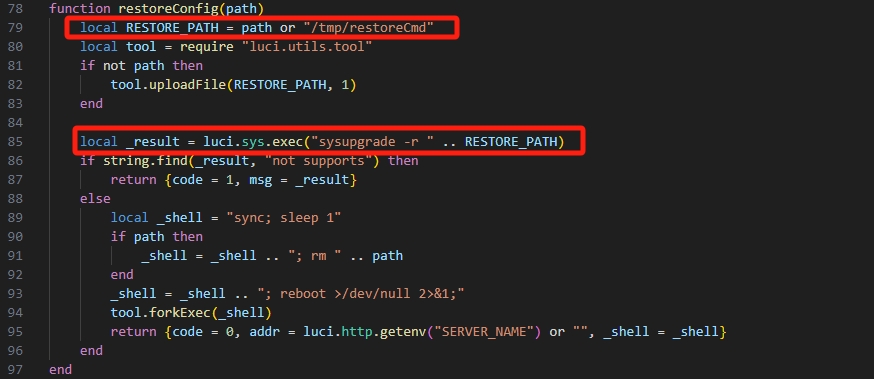 78 function restoreConfig(path)
79     local RESTORE_PATH = path or "/tmp/restoreCmd"
80     local tool = require "luci.utils.tool"
81     if not path then
82         tool.uploadFile(RESTORE_PATH, 1)
83     end
84
85     local _result = luci.sys.exec("sysupgrade -r " .. RESTORE_PATH)
86     if string.find(_result, "not supports") then
87         return {code = 1, msg = _result}
88     else
89         local _shell = "sync; sleep 1"
90         if path then
91             _shell = _shell .. "; rm " .. path
92         end
93         _shell = _shell .. "; reboot >/dev/null 2>&1;"
94         tool.forkExec(_shell)
95         return {code = 0, addr = luci.http.getenv("SERVER_NAME") or "", _shell = _shell}
96     end
97 end